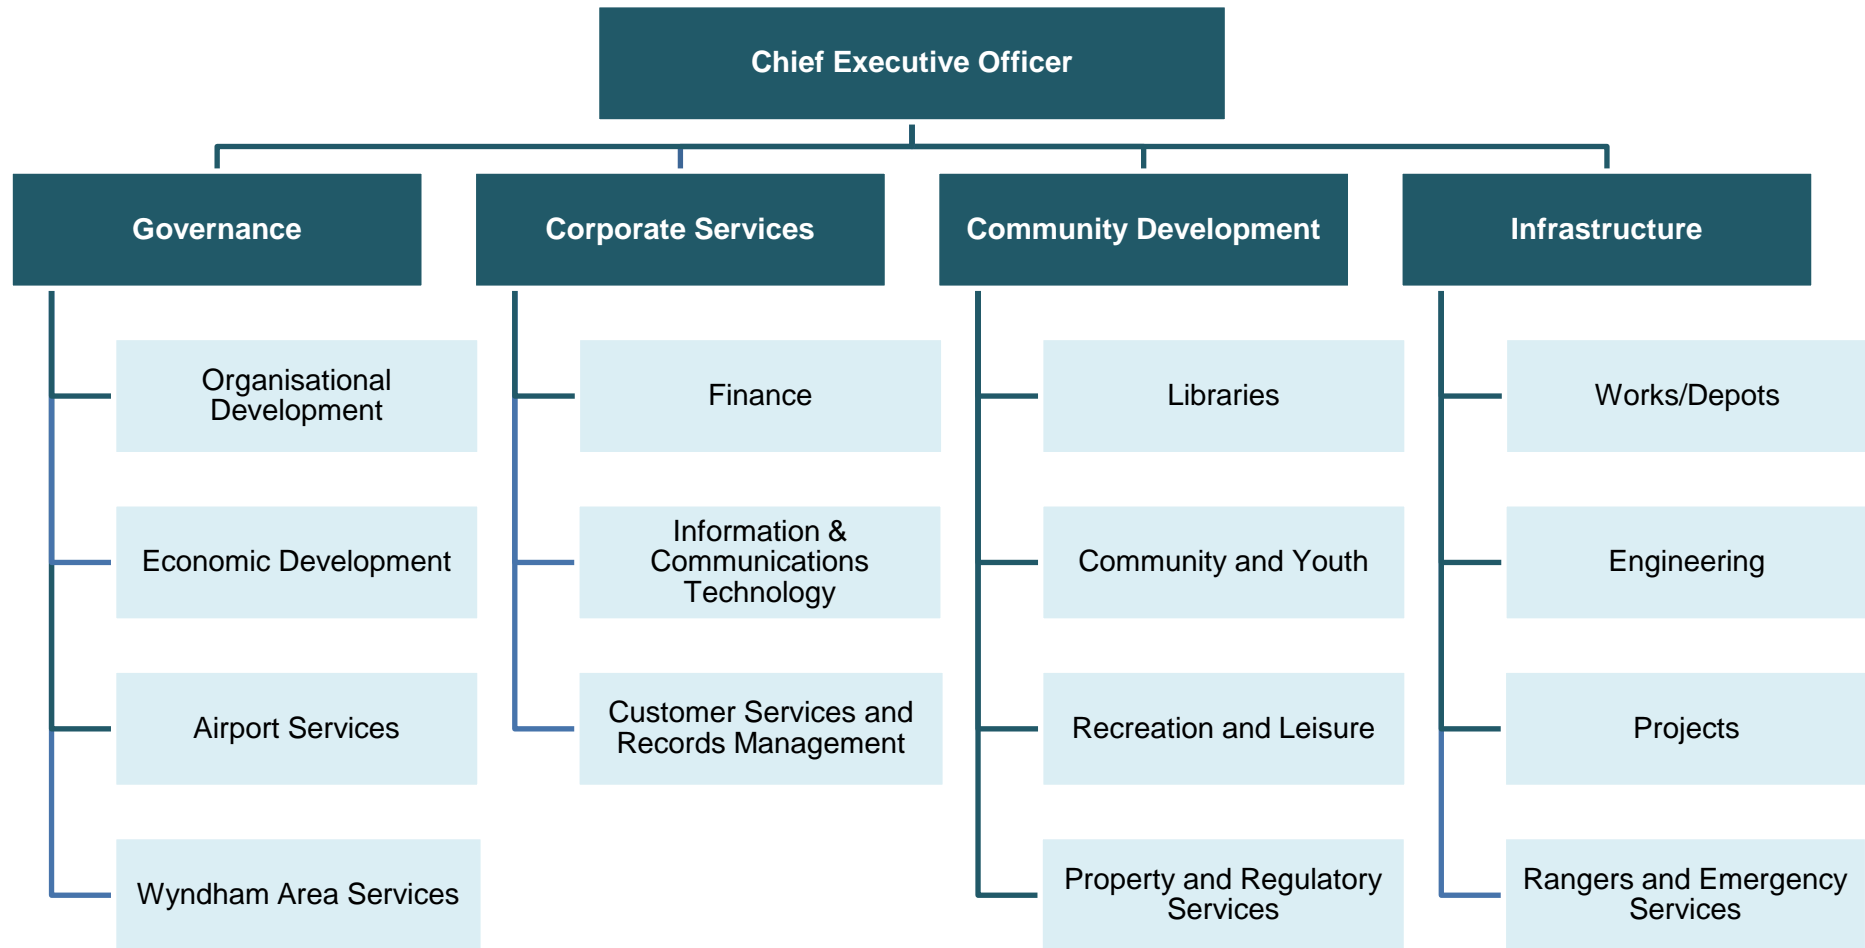 Chief Executive Officer
Governance
Corporate Services
Community Development
Infrastructure
Organisational
Development
Finance
Libraries
Works/Depots
Economic Development
Information &
Communications
Technology
Community and Youth
Engineering
Airport Services
Customer Services and
Records Management
Recreation and Leisure
Projects
Wyndham Area Services
Property and Regulatory
Services
Rangers and Emergency
Services